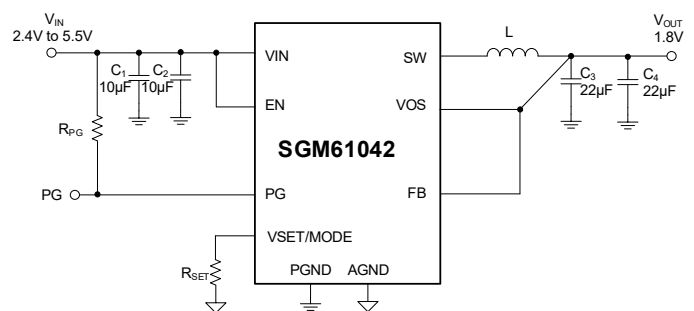 VIN
2.4V to 5.5V
C1
10μF
C2
10μF
RPG
PG
RSET
VIN
EN
PG
VSET/MODE
PGND
AGND
SGM61042
SW
VOS
FB
L
VOUT
1.8V
C3
22μF
C4
22μF